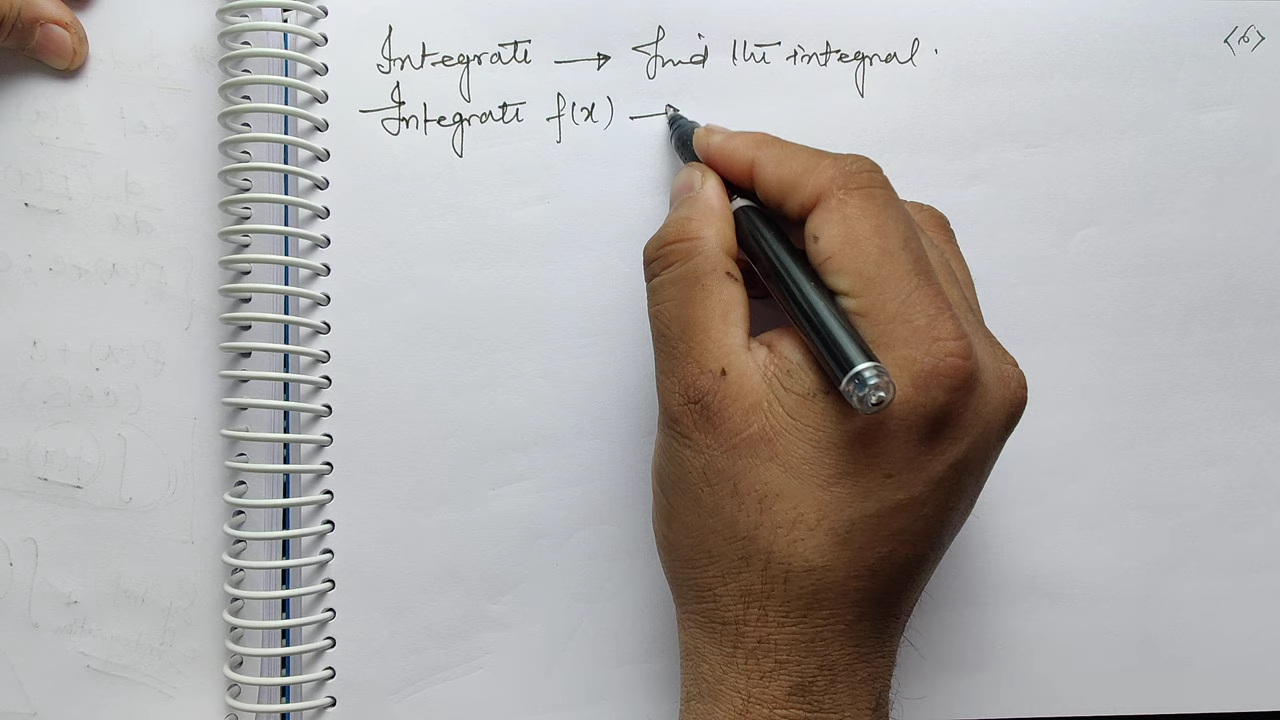 Integrate → find the integral.
Integrate f(x) —